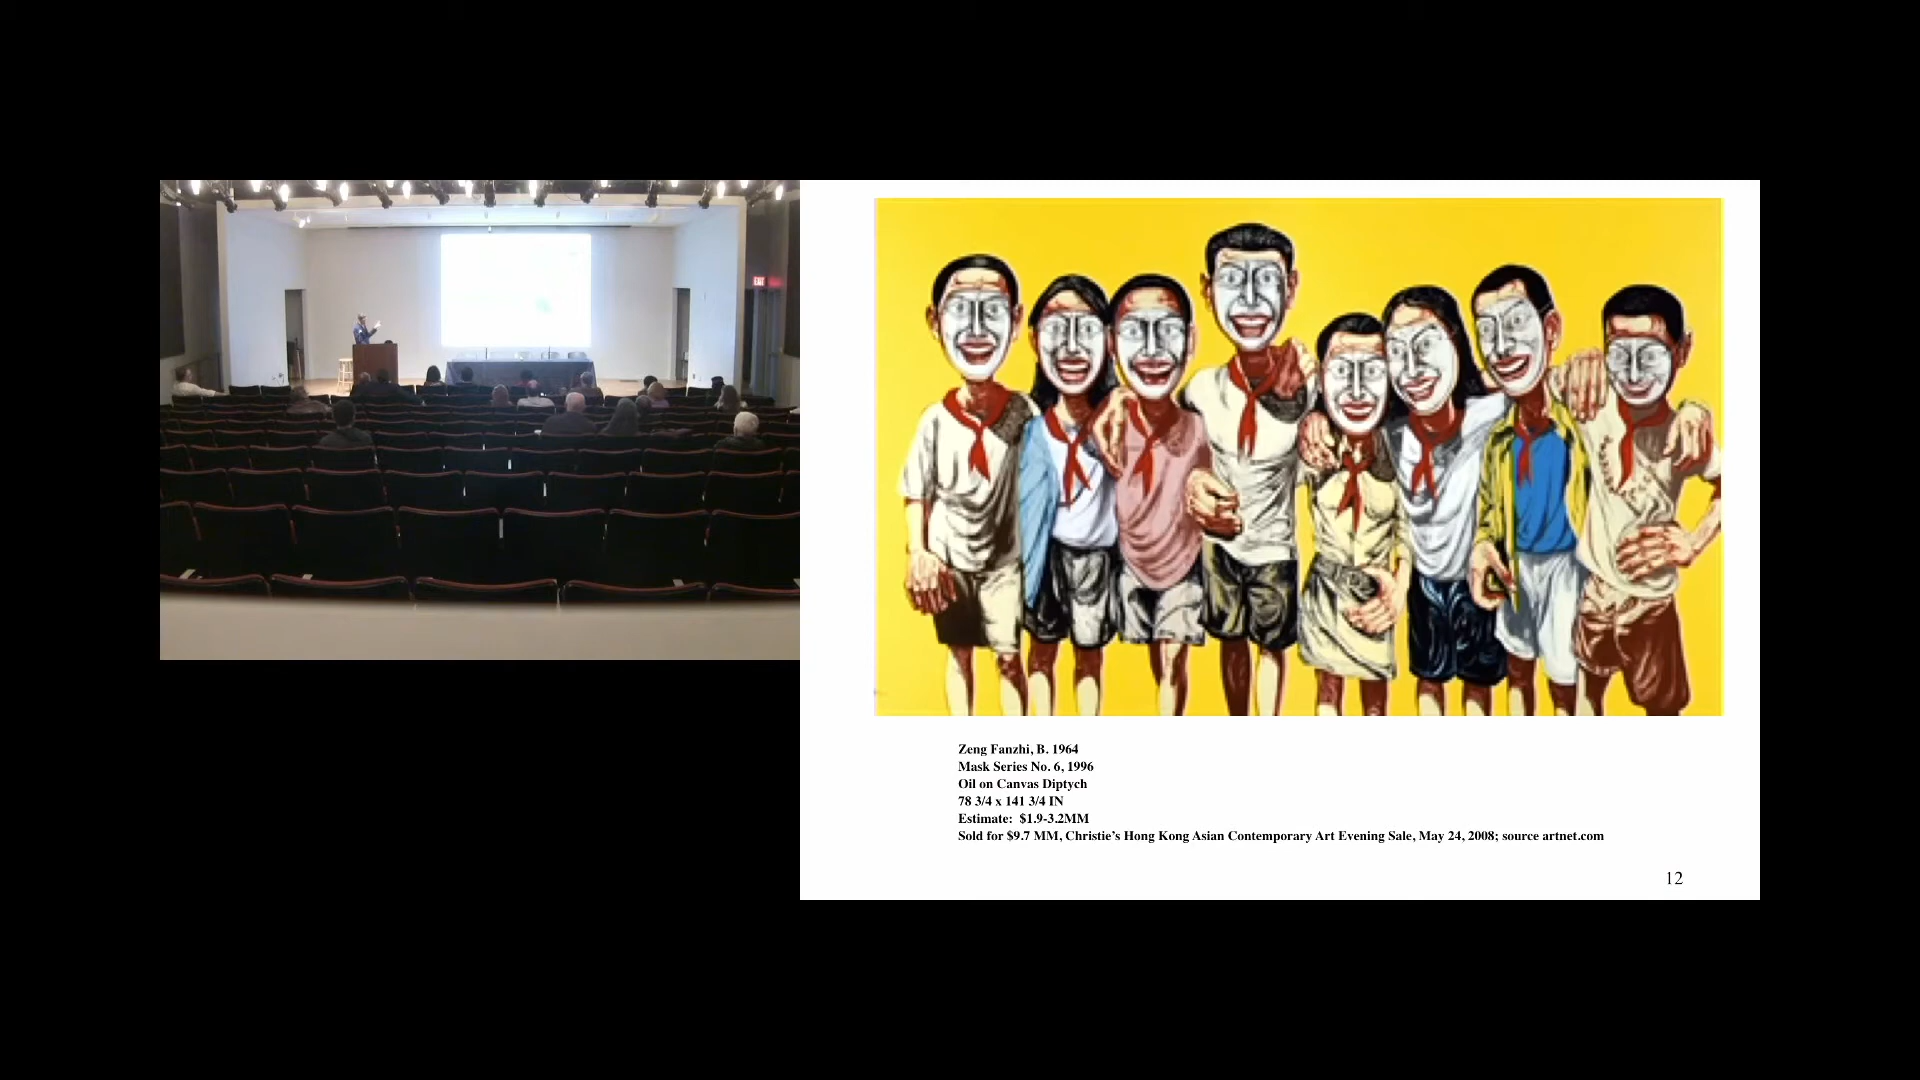 EXIT
Zeng Fanzhi, B. 1964
Mask Series No. 6, 1996
Oil on Canvas Diptych
78 3/4 x 141 3/4 IN
Estimate:  $1.9-3.2MM
Sold for $9.7 MM, Christie’s Hong Kong Asian Contemporary Art Evening Sale, May 24, 2008; source artnet.com
12